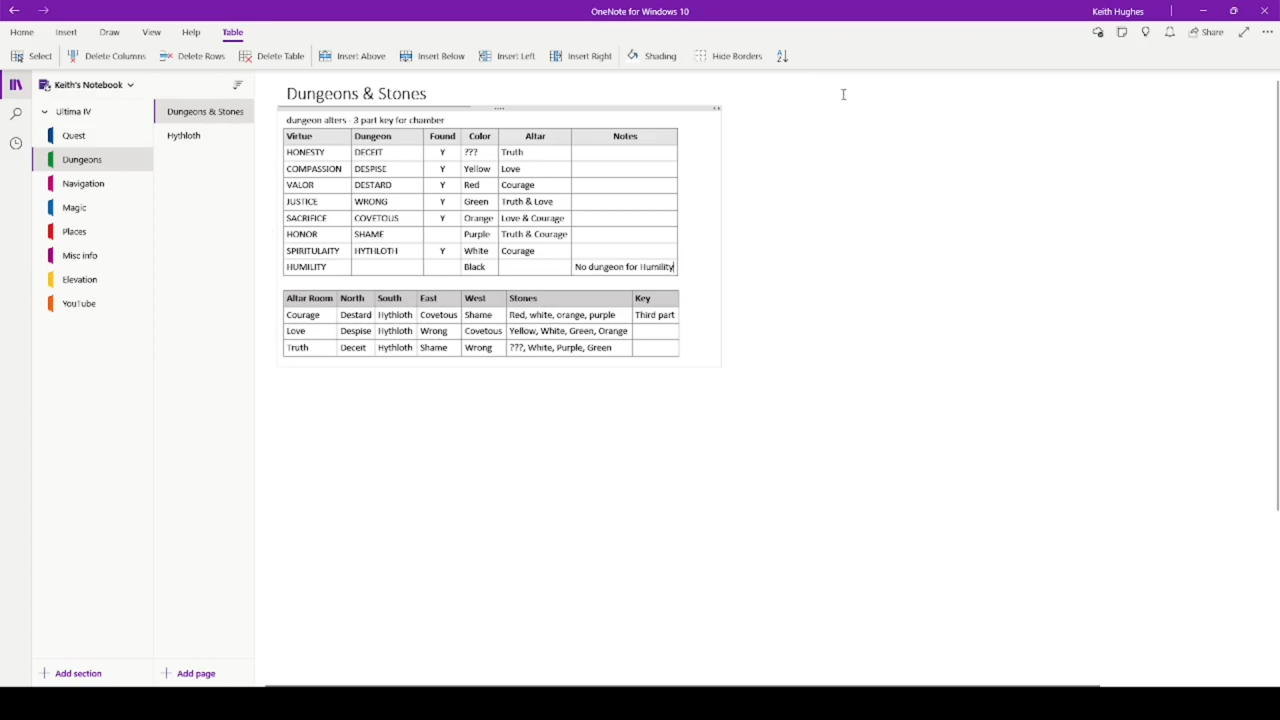 OneNote for Windows 10
Keith Hughes
Home Insert Draw View Help Table
Share
Select Delete Columns Delete Rows Delete Table Insert Above Insert Below Insert Left Insert Right Shading Hide Borders
Keith's Notebook
Ultima IV
Quest
Dungeons
Navigation
Magic
Places
Misc info
Elevation
YouTube
Add section
Dungeons & Stones
Hythloth
Add page
Dungeons & Stones
dungeon alters - 3 part key for chamber
Virtue Dungeon Found Color Altar Notes
HONESTY DECEIT Y ??? Truth
COMPASSION DESPISE Y Yellow Love
VALOR DESTARD Y Red Courage
JUSTICE WRONG Y Green Truth & Love
SACRIFICE COVETOUS Y Orange Love & Courage
HONOR SHAME Purple Truth & Courage
SPIRITULAITY HYTHLOTH Y White Courage
HUMILITY Black No dungeon for Humility
Altar Room North South East West Stones Key
Courage Destard Hythloth Covetous Shame Red, white, orange, purple Third part
Love Despise Hythloth Wrong Covetous Yellow, White, Green, Orange
Truth Deceit Hythloth Shame Wrong ???, White, Purple, Green